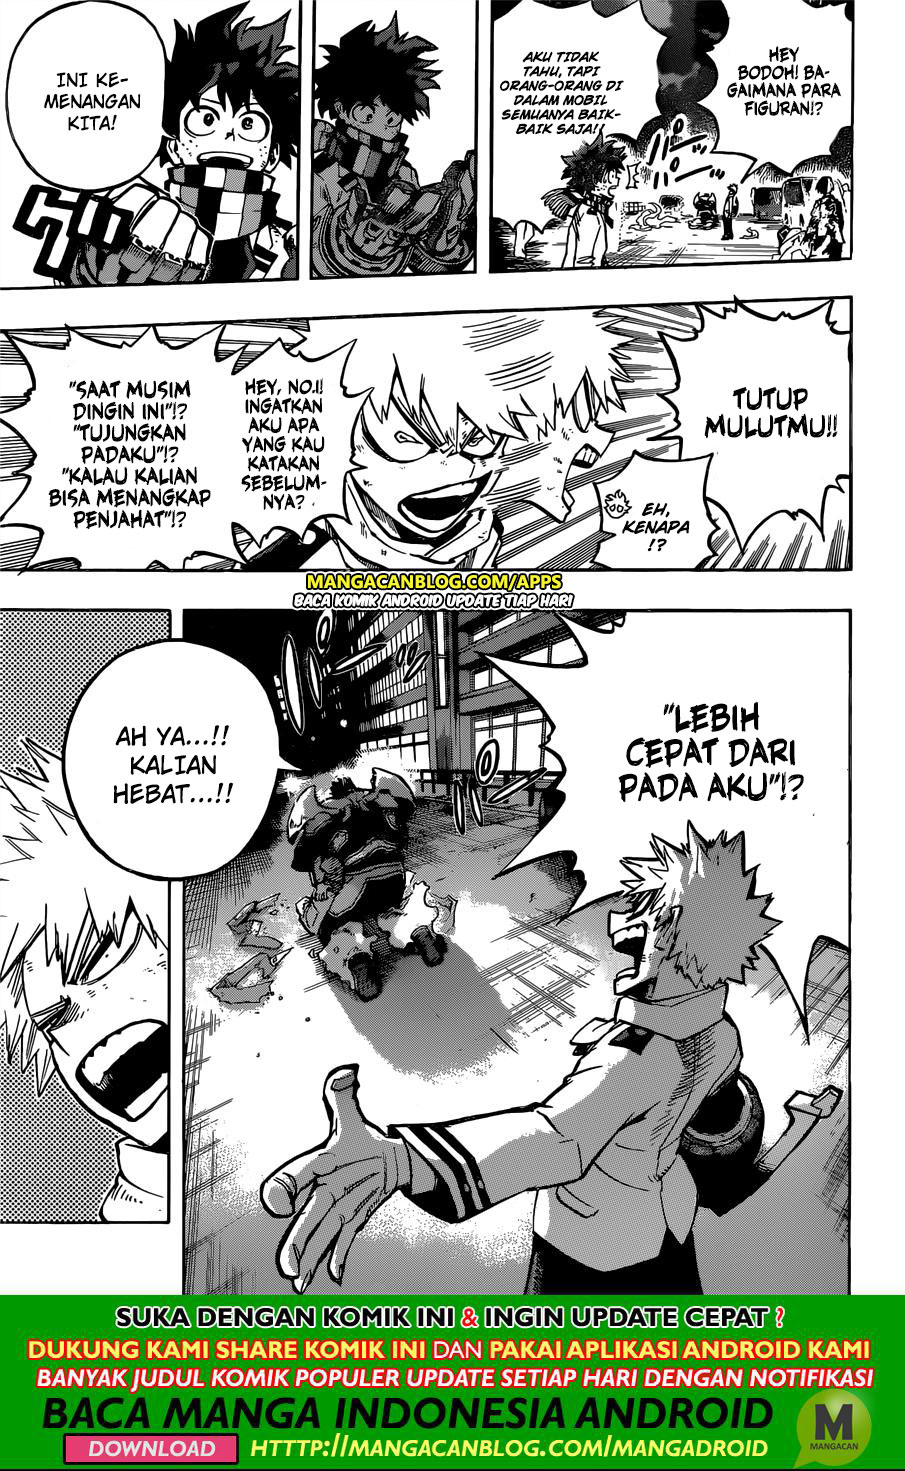 HEY
BODOH! BA-
GAIMANA PARA
FIGURAN!?
AKU TIDAK
TAHU, TAPI
ORANG-ORANG DI
DALAM MOBIL
SEMUANYA BAIK-
BAIK SAJA!
INI KE-
MENANGAN
KITA!
TUTUP
MULUTMU!!
EH,
KENAPA
!?
HEY, NO.1!
INGATKAN
AKU APA
YANG KAU
KATAKAN
SEBELUM-
NYA?
"SAAT MUSIM
DINGIN INI"!?
"TUJUNGKAN
PADAKU"!?
"KALAU KALIAN
BISA MENANGKAP
PENJAHAT"!?
MANGACANBLOG.COM/APPS
BACA KOMIK ANDROID UPDATE TIAP HARI
"LEBIH
CEPAT DARI
PADA AKU"!?
AH YA...!!
KALIAN
HEBAT...!!
SUKA DENGAN KOMIK INI & INGIN UPDATE CEPAT ?
DUKUNG KAMI SHARE KOMIK INI DAN PAKAI APLIKASI ANDROID KAMI
BANYAK JUDUL KOMIK POPULER UPDATE SETIAP HARI DENGAN NOTIFIKASI
BACA MANGA INDONESIA ANDROID
DOWNLOAD HTTTP://MANGACANBLOG.COM/MANGADROID
M
MANGACAN